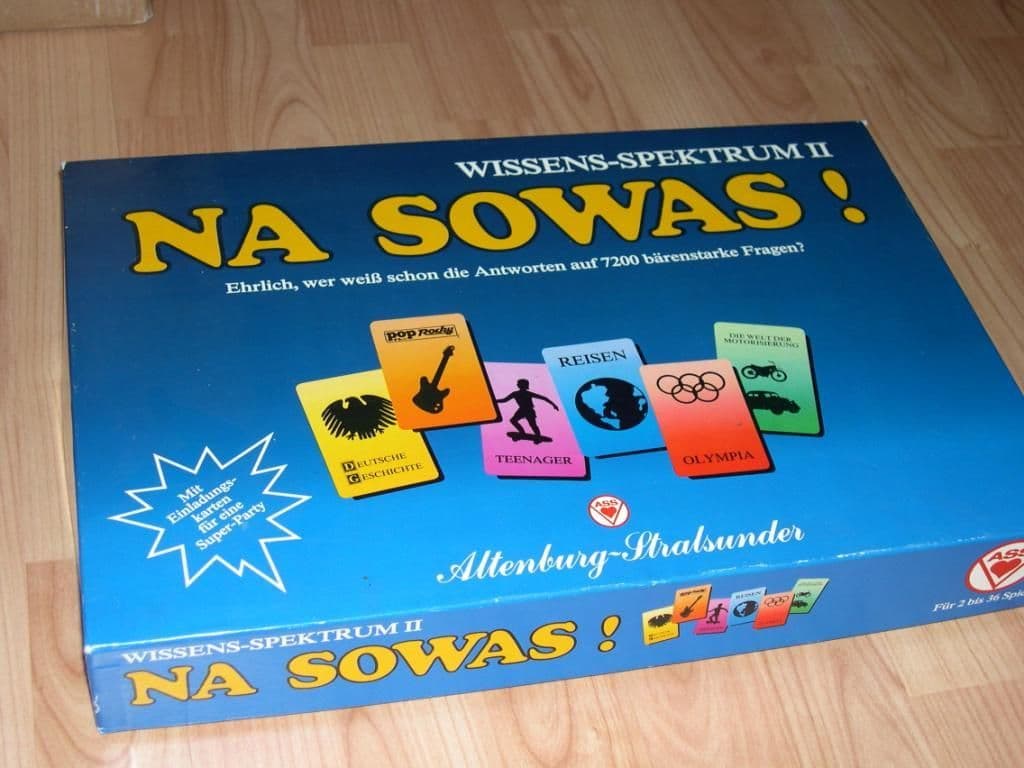 WISSENS-SPEKTRUM II
NA SOWAS !
Ehrlich, wer weiß schon die Antworten auf 7200 bärenstarke Fragen?
pop Rocky
DEUTSCHE
GESCHICHTE
TEENAGER
REISEN
OLYMPIA
DIE WELT DER
MOTORISIERUNG
Mit
Einladungs-
karten
für eine
Super-Party
ASS
Altenburg-Stralsunder
WISSENS-SPEKTRUM II
NA SOWAS !
REISEN
ASS
Für 2 bis 36